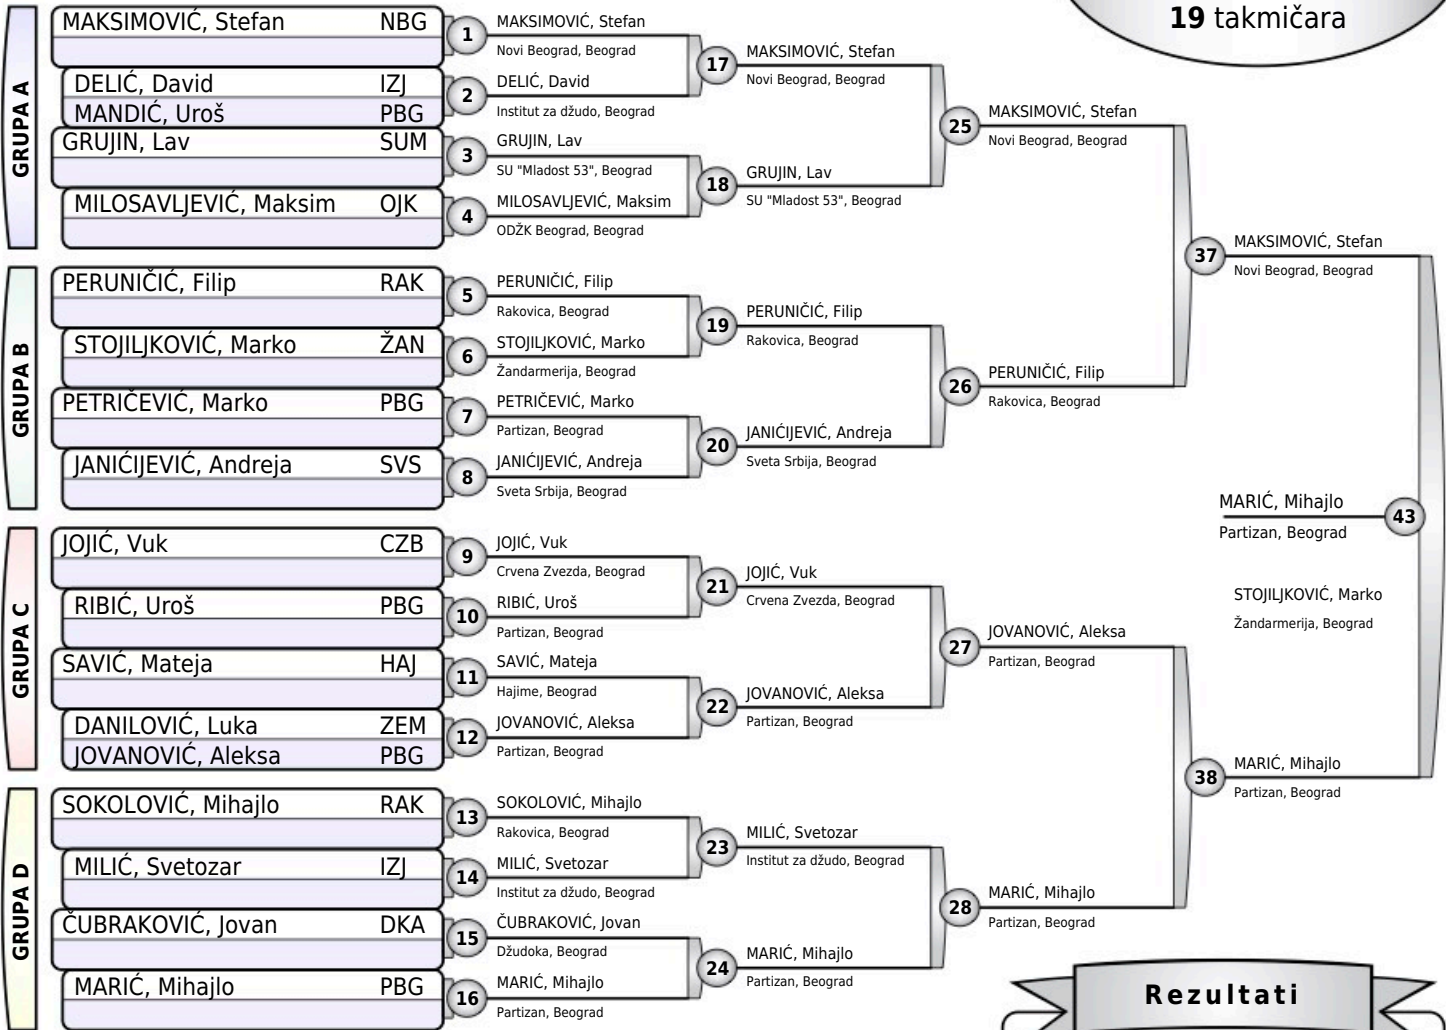 19 takmičara
GRUPA A
MAKSIMOVIĆ, Stefan NBG
DELIĆ, David IZJ
MANDIĆ, Uroš PBG
GRUJIN, Lav SUM
MILOSAVLJEVIĆ, Maksim OJK
GRUPA B
PERUNIČIĆ, Filip RAK
STOJILJKOVIĆ, Marko ŽAN
PETRIČEVIĆ, Marko PBG
JANIĆIJEVIĆ, Andreja SVS
GRUPA C
JOJIĆ, Vuk CZB
RIBIĆ, Uroš PBG
SAVIĆ, Mateja HAJ
DANILOVIĆ, Luka ZEM
JOVANOVIĆ, Aleksa PBG
GRUPA D
SOKOLOVIĆ, Mihajlo RAK
MILIĆ, Svetozar IZJ
ČUBRAKOVIĆ, Jovan DKA
MARIĆ, Mihajlo PBG
1
MAKSIMOVIĆ, Stefan
Novi Beograd, Beograd
2
DELIĆ, David
Institut za džudo, Beograd
3
GRUJIN, Lav
SU "Mladost 53", Beograd
4
MILOSAVLJEVIĆ, Maksim
ODŽK Beograd, Beograd
5
PERUNIČIĆ, Filip
Rakovica, Beograd
6
STOJILJKOVIĆ, Marko
Žandarmerija, Beograd
7
PETRIČEVIĆ, Marko
Partizan, Beograd
8
JANIĆIJEVIĆ, Andreja
Sveta Srbija, Beograd
9
JOJIĆ, Vuk
Crvena Zvezda, Beograd
10
RIBIĆ, Uroš
Partizan, Beograd
11
SAVIĆ, Mateja
Hajime, Beograd
12
JOVANOVIĆ, Aleksa
Partizan, Beograd
13
SOKOLOVIĆ, Mihajlo
Rakovica, Beograd
14
MILIĆ, Svetozar
Institut za džudo, Beograd
15
ČUBRAKOVIĆ, Jovan
Džudoka, Beograd
16
MARIĆ, Mihajlo
Partizan, Beograd
17
MAKSIMOVIĆ, Stefan
Novi Beograd, Beograd
18
GRUJIN, Lav
SU "Mladost 53", Beograd
19
PERUNIČIĆ, Filip
Rakovica, Beograd
20
JANIĆIJEVIĆ, Andreja
Sveta Srbija, Beograd
21
JOJIĆ, Vuk
Crvena Zvezda, Beograd
22
JOVANOVIĆ, Aleksa
Partizan, Beograd
23
MILIĆ, Svetozar
Institut za džudo, Beograd
24
MARIĆ, Mihajlo
Partizan, Beograd
25
MAKSIMOVIĆ, Stefan
Novi Beograd, Beograd
26
PERUNIČIĆ, Filip
Rakovica, Beograd
27
JOVANOVIĆ, Aleksa
Partizan, Beograd
28
MARIĆ, Mihajlo
Partizan, Beograd
37
MAKSIMOVIĆ, Stefan
Novi Beograd, Beograd
38
MARIĆ, Mihajlo
Partizan, Beograd
43
MARIĆ, Mihajlo
Partizan, Beograd
STOJILJKOVIĆ, Marko
Žandarmerija, Beograd
Rezultati